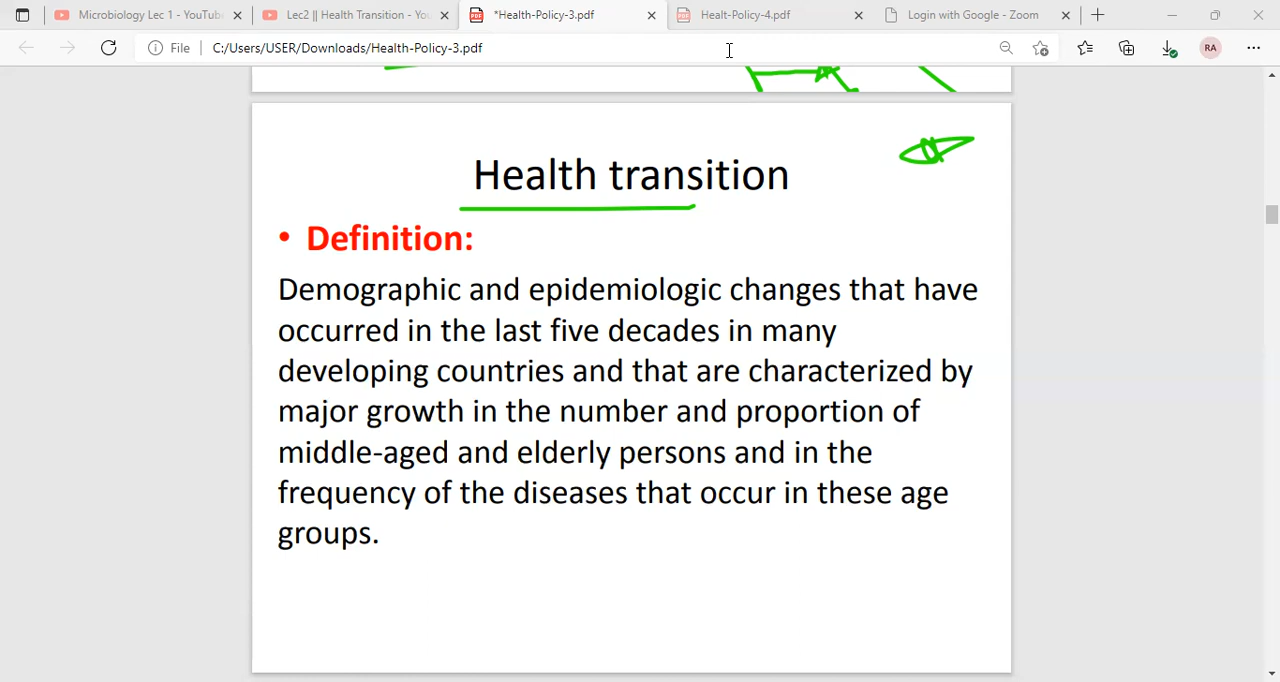 Microbiology Lec 1 - YouTub
Lec2 || Health Transition - Yo
*Health-Policy-3.pdf
Healt-Policy-4.pdf
Login with Google - Zoom
File
C:/Users/USER/Downloads/Health-Policy-3.pdf
RA
Health transition
• Definition:
Demographic and epidemiologic changes that have
occurred in the last five decades in many
developing countries and that are characterized by
major growth in the number and proportion of
middle-aged and elderly persons and in the
frequency of the diseases that occur in these age
groups.